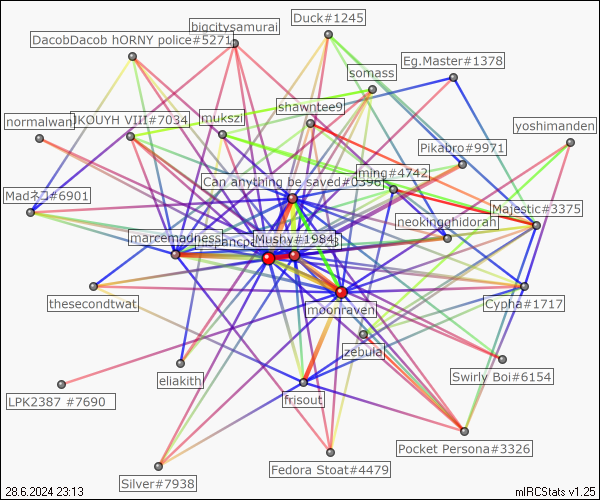 Duck#1245
bigcitysamurai
DacobDacob hORNY police#5271
Eg.Master#1378
somass
shawntee9
normalwan
JKOUYH VIII#7034
mukszi
yoshimanden
Pikabro#9971
ming#4742
Can anything be saved#0398
Madネコ#6901
Majestic#3375
neokingghidorah
marcemadness
Mushy#1984
thesecondtwat
moonraven
Cypha#1717
zebula
Swirly Boi#6154
eliakith
frisout
LPK2387 #7690
Pocket Persona#3326
Fedora Stoat#4479
Silver#7938
28.6.2024 23:13
mIRCStats v1.25